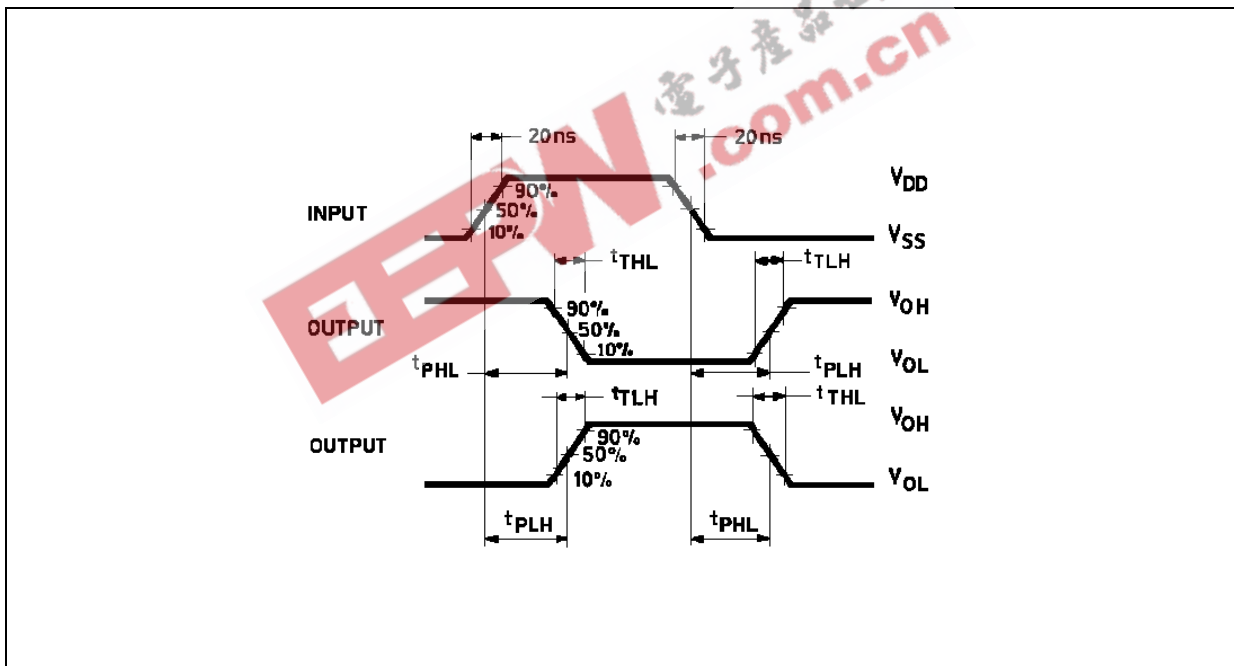 電子產品
.com.cn
EEPW
20ns 20ns
90% VDD
INPUT 50%
10% VSS
tTHL tTLH
90% VOH
OUTPUT 50%
10% VOL
tPHL tPLH
tTLH tTHL
90% VOH
OUTPUT 50%
10% VOL
tPLH tPHL